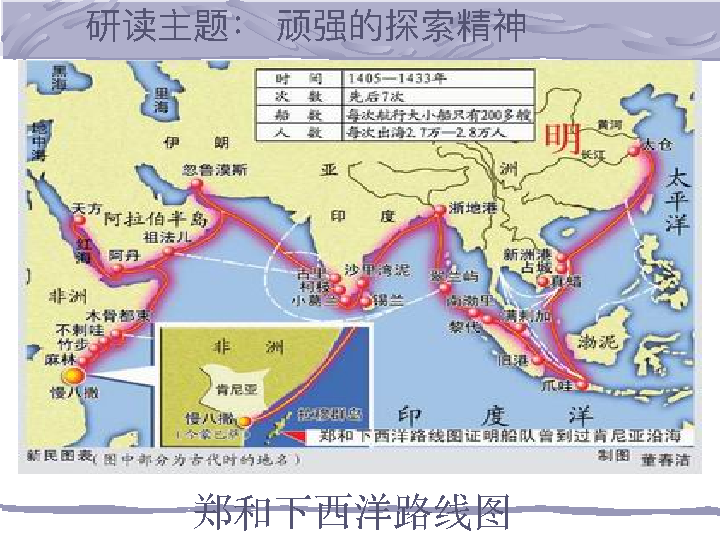 研读主题： 顽强的探索精神
黑海
里海
地中海
时 间 1405—1433年
次 数 先后7次
船 数 每次航行大小船只有200多艘
人 数 每次出海2.7万—2.8万人
伊 朗
明
黄河
长江
太仓
忽鲁谟斯
亚 洲
太平洋
天方
阿拉伯半岛
祖法儿
印 度
浙地港
红海
阿丹
古里
柯枝
小葛兰
沙里湾泥
锡兰
翠兰屿
新洲港
占城
真腊
非洲
木骨都束
不剌哇
竹步
麻林
慢八撒
南渤里
满剌加
黎代
旧港
渤泥
爪哇
非 洲
肯尼亚
慢八撒
(今蒙巴萨)
拉穆群岛
印 度 洋
郑和下西洋路线图证明船队曾到过肯尼亚沿海
新民图表(图中部分为古代时的地名)
制图 董春洁
郑和下西洋路线图